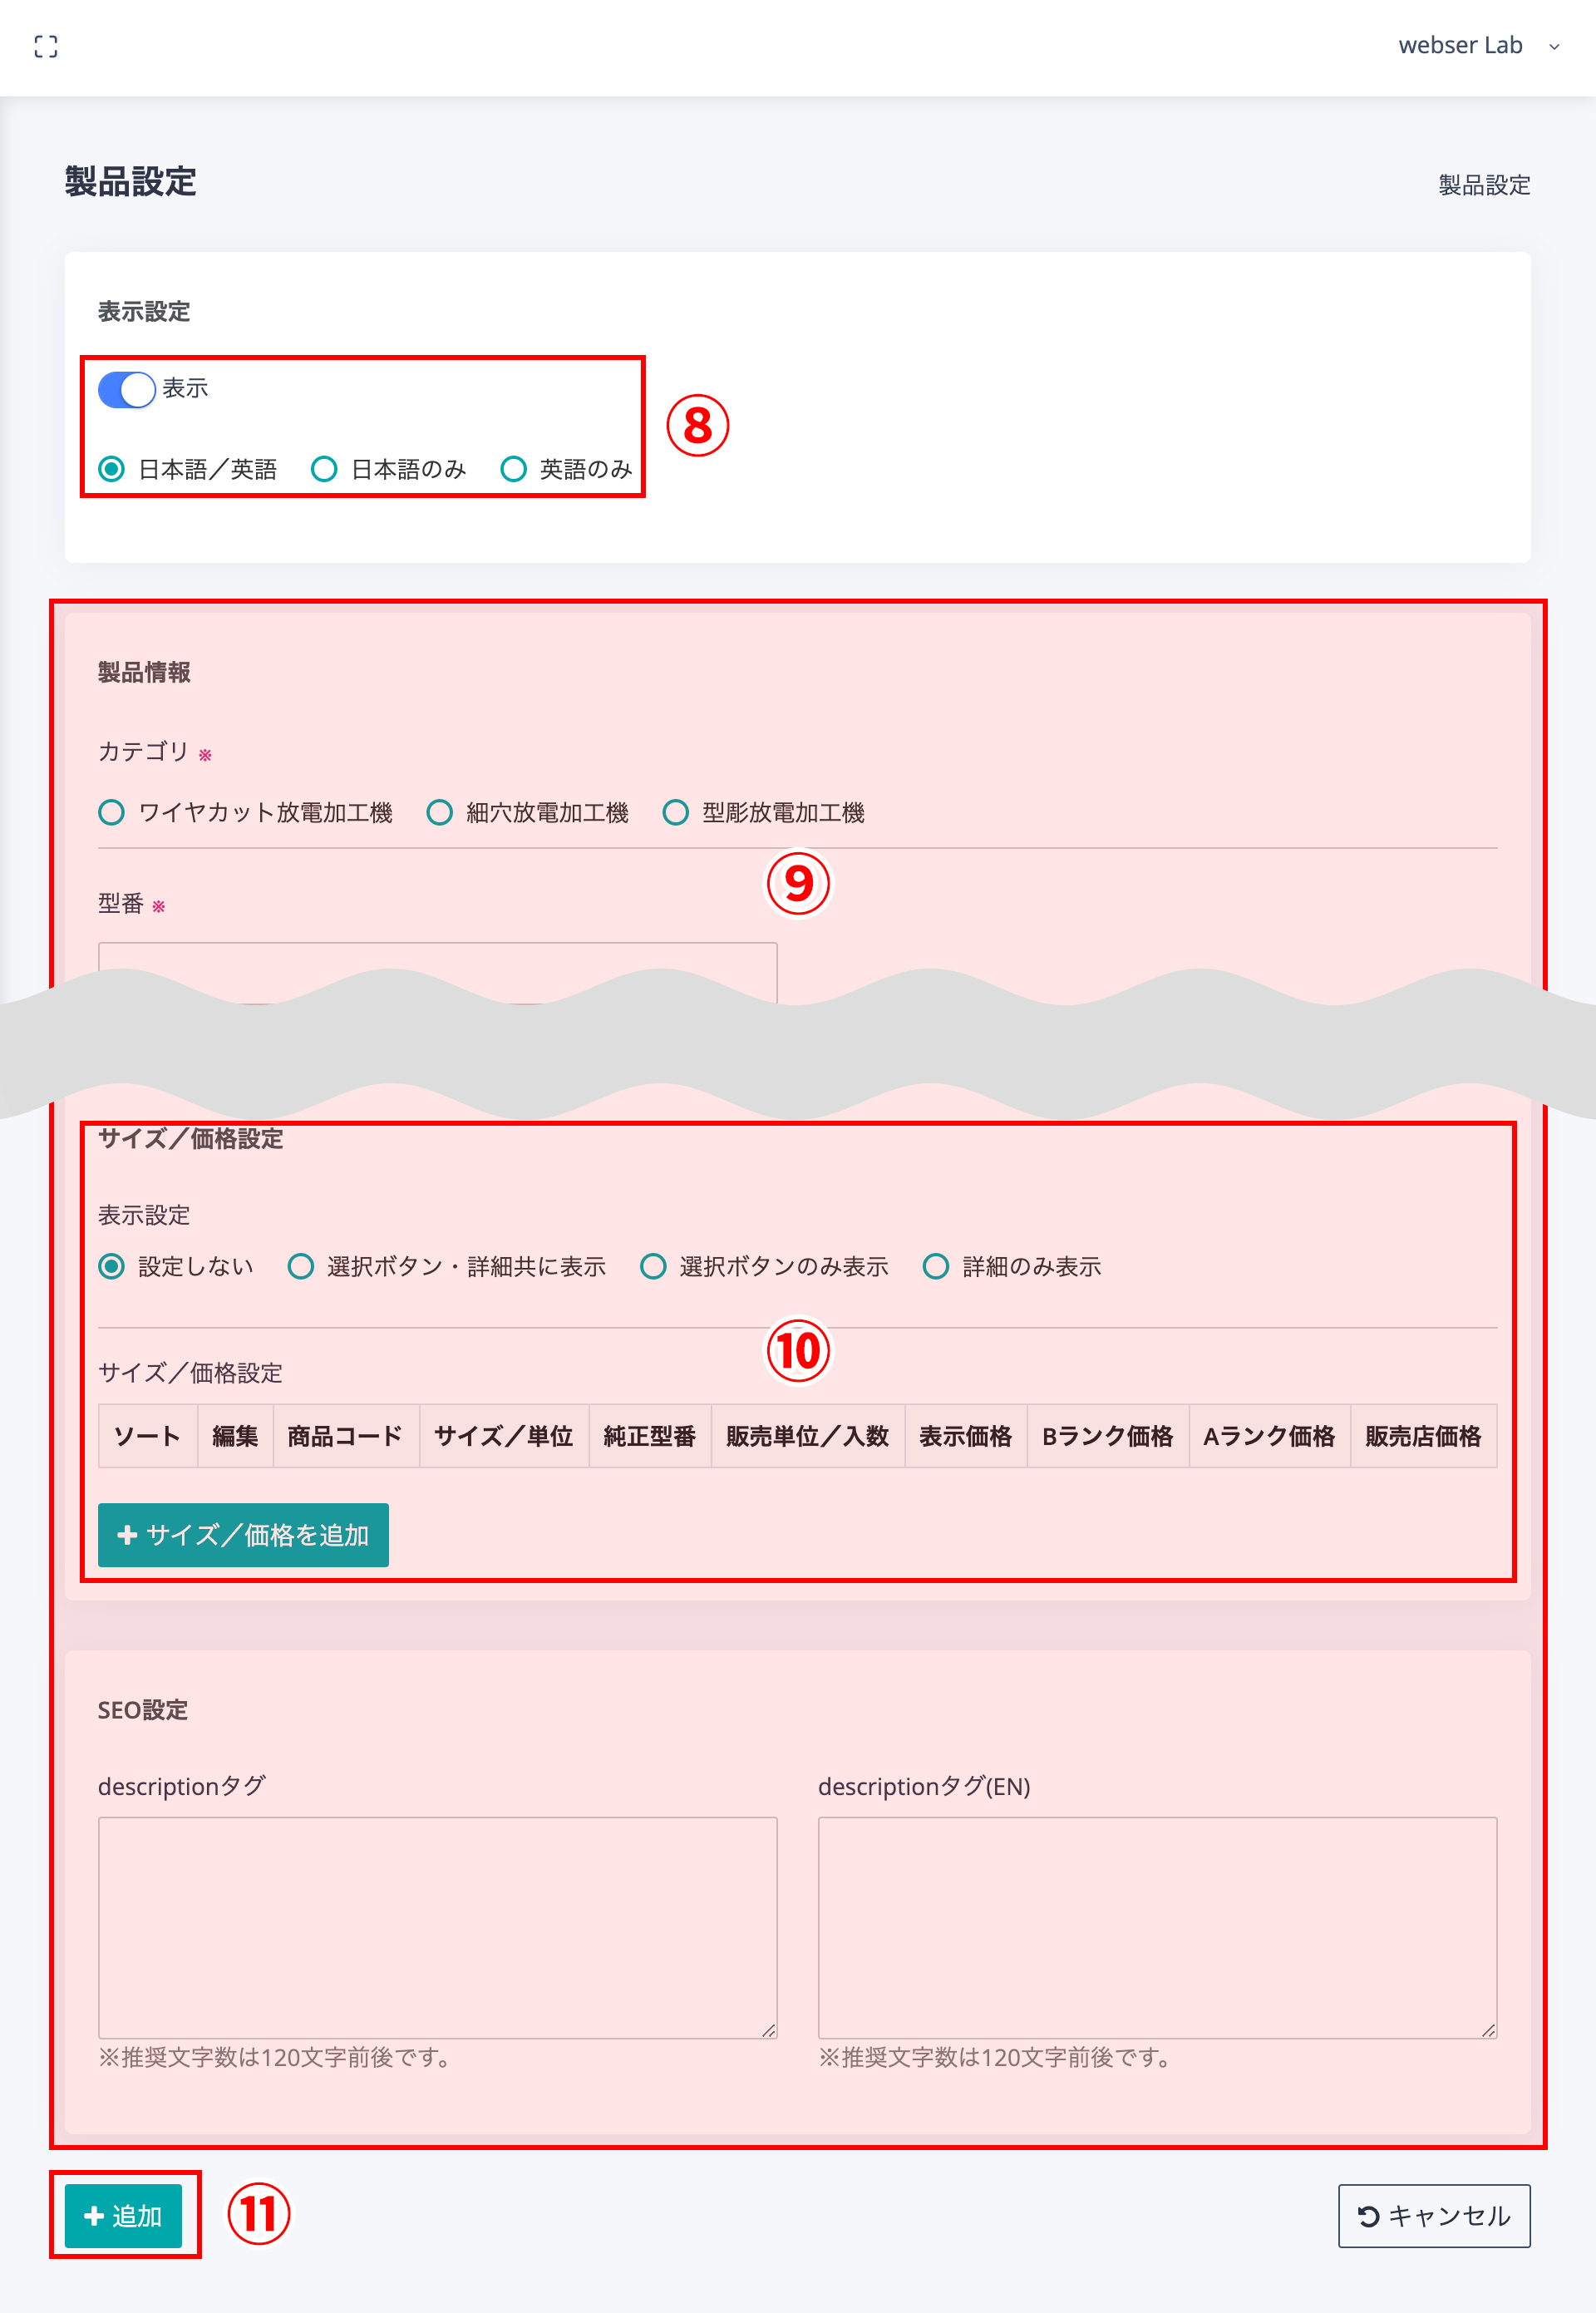 webser Lab
製品設定
製品設定
表示設定
表示
⑧
日本語／英語 日本語のみ 英語のみ
製品情報
カテゴリ ※
ワイヤカット放電加工機 細穴放電加工機 型彫放電加工機
⑨
型番 ※
サイズ／価格設定
表示設定
設定しない 選択ボタン・詳細共に表示 選択ボタンのみ表示 詳細のみ表示
⑩
サイズ／価格設定
ソート 編集 商品コード サイズ／単位 純正型番 販売単位／入数 表示価格 Bランク価格 Aランク価格 販売店価格
サイズ／価格を追加
SEO設定
descriptionタグ descriptionタグ(EN)
※推奨文字数は120文字前後です。 ※推奨文字数は120文字前後です。
追加 ⑪ キャンセル